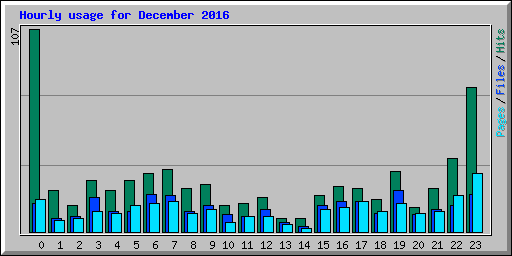 Hourly usage for December 2016
107
Pages/Files/Hits
0 1 2 3 4 5 6 7 8 9 10 11 12 13 14 15 16 17 18 19 20 21 22 23